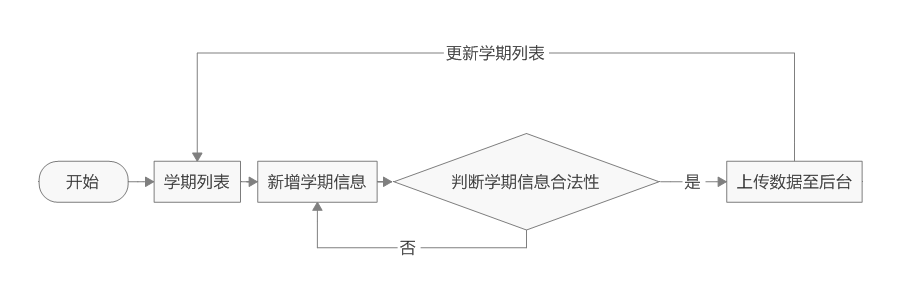 更新学期列表
开始
学期列表
新增学期信息
判断学期信息合法性
是
上传数据至后台
否